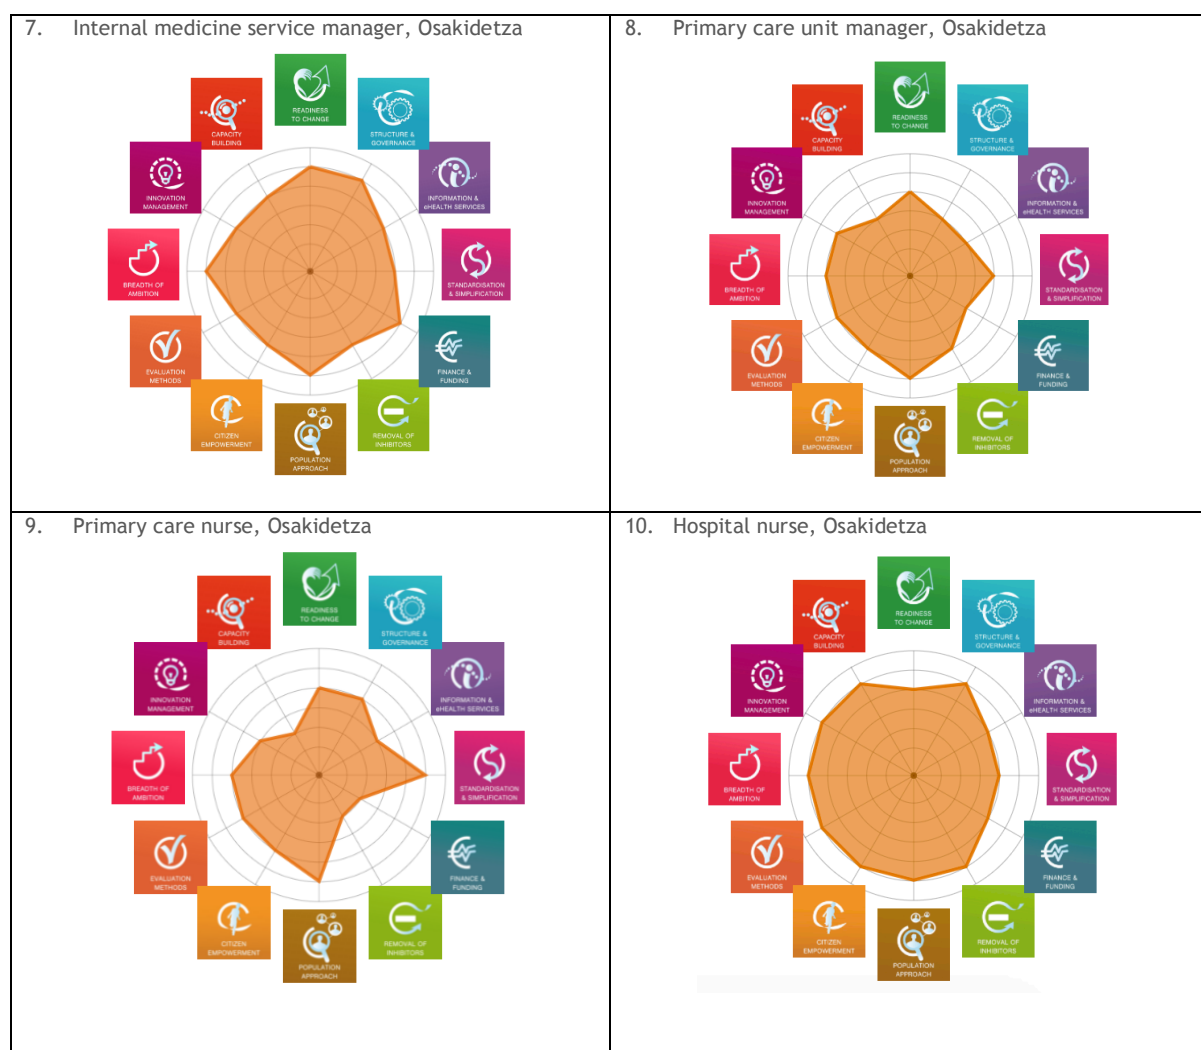 7. Internal medicine service manager, Osakidetza
READINESS
TO CHANGE
STRUCTURE &
GOVERNANCE
INFORMATION &
eHEALTH SERVICES
STANDARDISATION
& SIMPLIFICATION
FINANCE &
FUNDING
REMOVAL OF
INHIBITORS
POPULATION
APPROACH
CITIZEN
EMPOWERMENT
EVALUATION
METHODS
BREADTH OF
AMBITION
INNOVATION
MANAGEMENT
CAPACITY
BUILDING
8. Primary care unit manager, Osakidetza
READINESS
TO CHANGE
STRUCTURE &
GOVERNANCE
INFORMATION &
eHEALTH SERVICES
STANDARDISATION
& SIMPLIFICATION
FINANCE &
FUNDING
REMOVAL OF
INHIBITORS
POPULATION
APPROACH
CITIZEN
EMPOWERMENT
EVALUATION
METHODS
BREADTH OF
AMBITION
INNOVATION
MANAGEMENT
CAPACITY
BUILDING
9. Primary care nurse, Osakidetza
READINESS
TO CHANGE
STRUCTURE &
GOVERNANCE
INFORMATION &
eHEALTH SERVICES
STANDARDISATION
& SIMPLIFICATION
FINANCE &
FUNDING
REMOVAL OF
INHIBITORS
POPULATION
APPROACH
CITIZEN
EMPOWERMENT
EVALUATION
METHODS
BREADTH OF
AMBITION
INNOVATION
MANAGEMENT
CAPACITY
BUILDING
10. Hospital nurse, Osakidetza
READINESS
TO CHANGE
STRUCTURE &
GOVERNANCE
INFORMATION &
eHEALTH SERVICES
STANDARDISATION
& SIMPLIFICATION
FINANCE &
FUNDING
REMOVAL OF
INHIBITORS
POPULATION
APPROACH
CITIZEN
EMPOWERMENT
EVALUATION
METHODS
BREADTH OF
AMBITION
INNOVATION
MANAGEMENT
CAPACITY
BUILDING